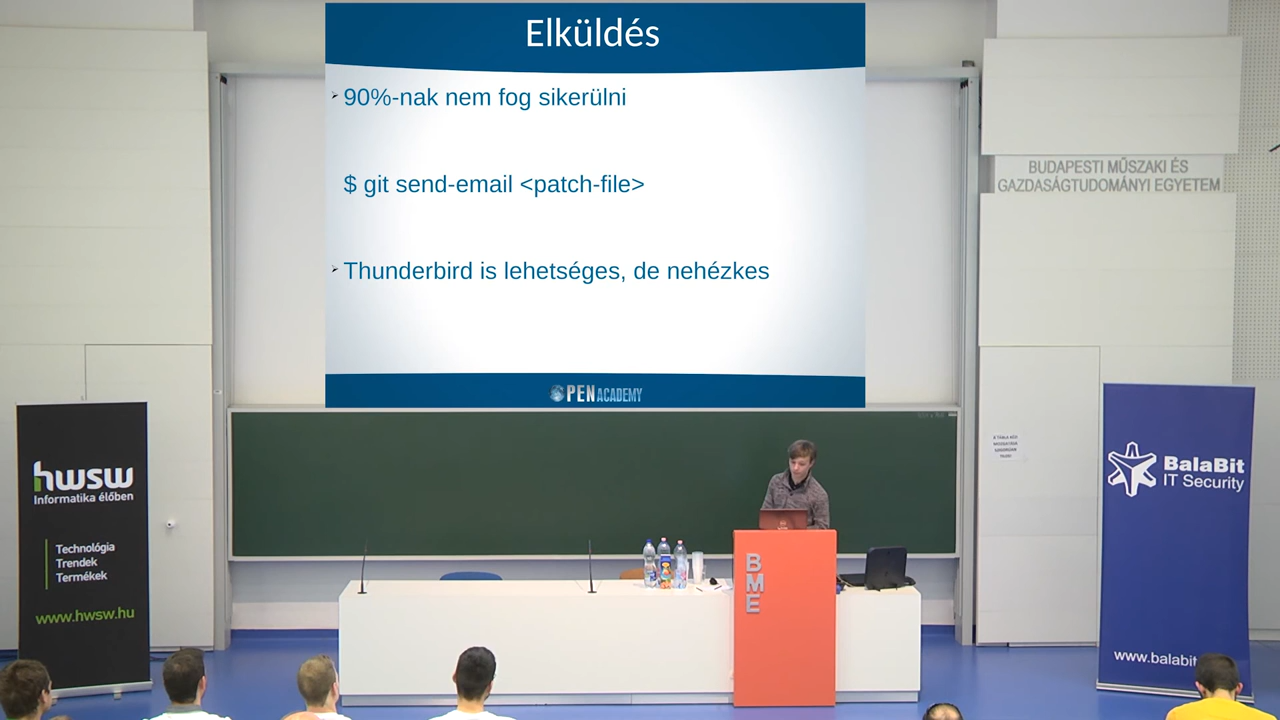 Elküldés
90%-nak nem fog sikerülni
$ git send-email <patch-file>
Thunderbird is lehetséges, de nehézkes
PEN ACADEMY
BUDAPESTI MŰSZAKI ÉS
GAZDASÁGTUDOMÁNYI EGYETEM
hwsw
Informatika élőben
Technológia
Trendek
Termékek
www.hwsw.hu
BalaBit
IT Security
www.balabit
BME